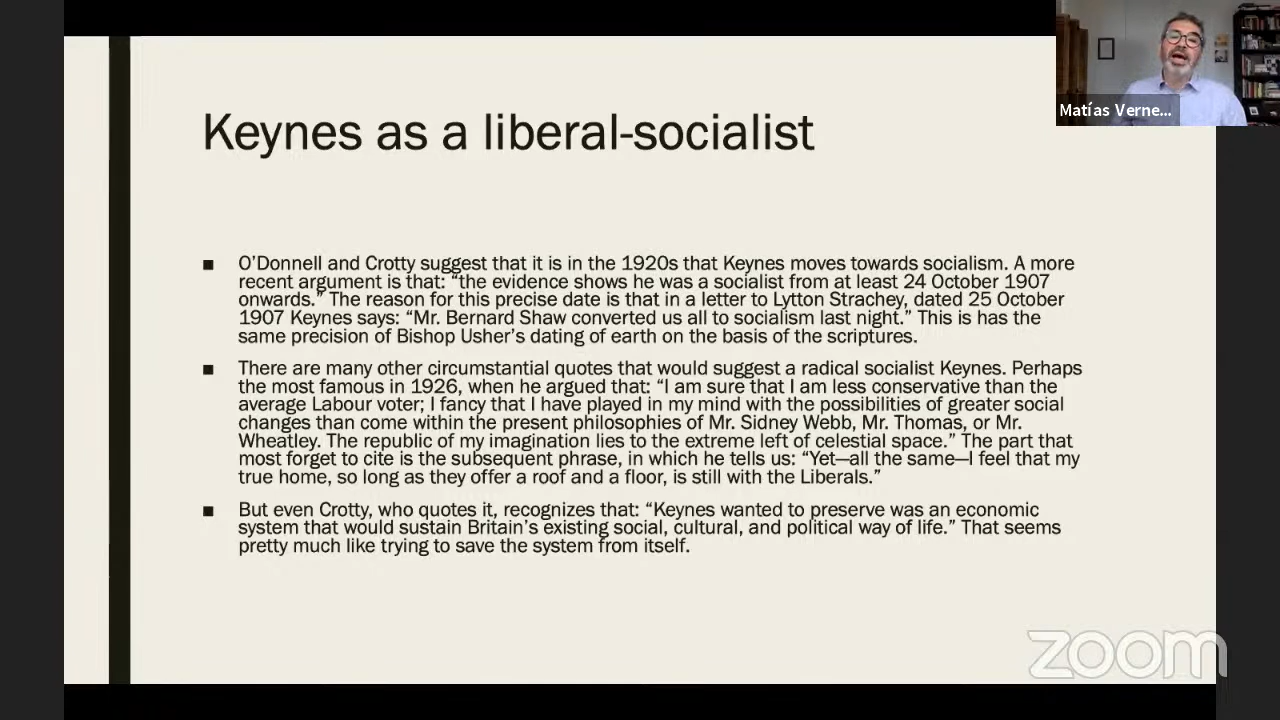 Matías Verne...
Keynes as a liberal-socialist
■ O'Donnell and Crotty suggest that it is in the 1920s that Keynes moves towards socialism. A more
recent argument is that: “the evidence shows he was a socialist from at least 24 October 1907
onwards.” The reason for this precise date is that in a letter to Lytton Strachey, dated 25 October
1907 Keynes says: “Mr. Bernard Shaw converted us all to socialism last night.” This is has the
same precision of Bishop Usher’s dating of earth on the basis of the scriptures.
■ There are many other circumstantial quotes that would suggest a radical socialist Keynes. Perhaps
the most famous in 1926, when he argued that: “I am sure that I am less conservative than the
average Labour voter; I fancy that I have played in my mind with the possibilities of greater social
changes than come within the present philosophies of Mr. Sidney Webb, Mr. Thomas, or Mr.
Wheatley. The republic of my imagination lies to the extreme left of celestial space.” The part that
most forget to cite is the subsequent phrase, in which he tells us: “Yet—all the same—I feel that my
true home, so long as they offer a roof and a floor, is still with the Liberals.”
■ But even Crotty, who quotes it, recognizes that: “Keynes wanted to preserve was an economic
system that would sustain Britain’s existing social, cultural, and political way of life.” That seems
pretty much like trying to save the system from itself.
zoom